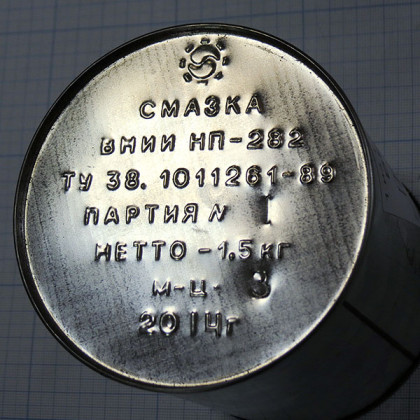 СМАЗКА
ВНИИ НП-282
ТУ 38. 1011261-89
ПАРТИЯ N 1
НЕТТО -1,5 КГ
М-Ц- 3
2014г